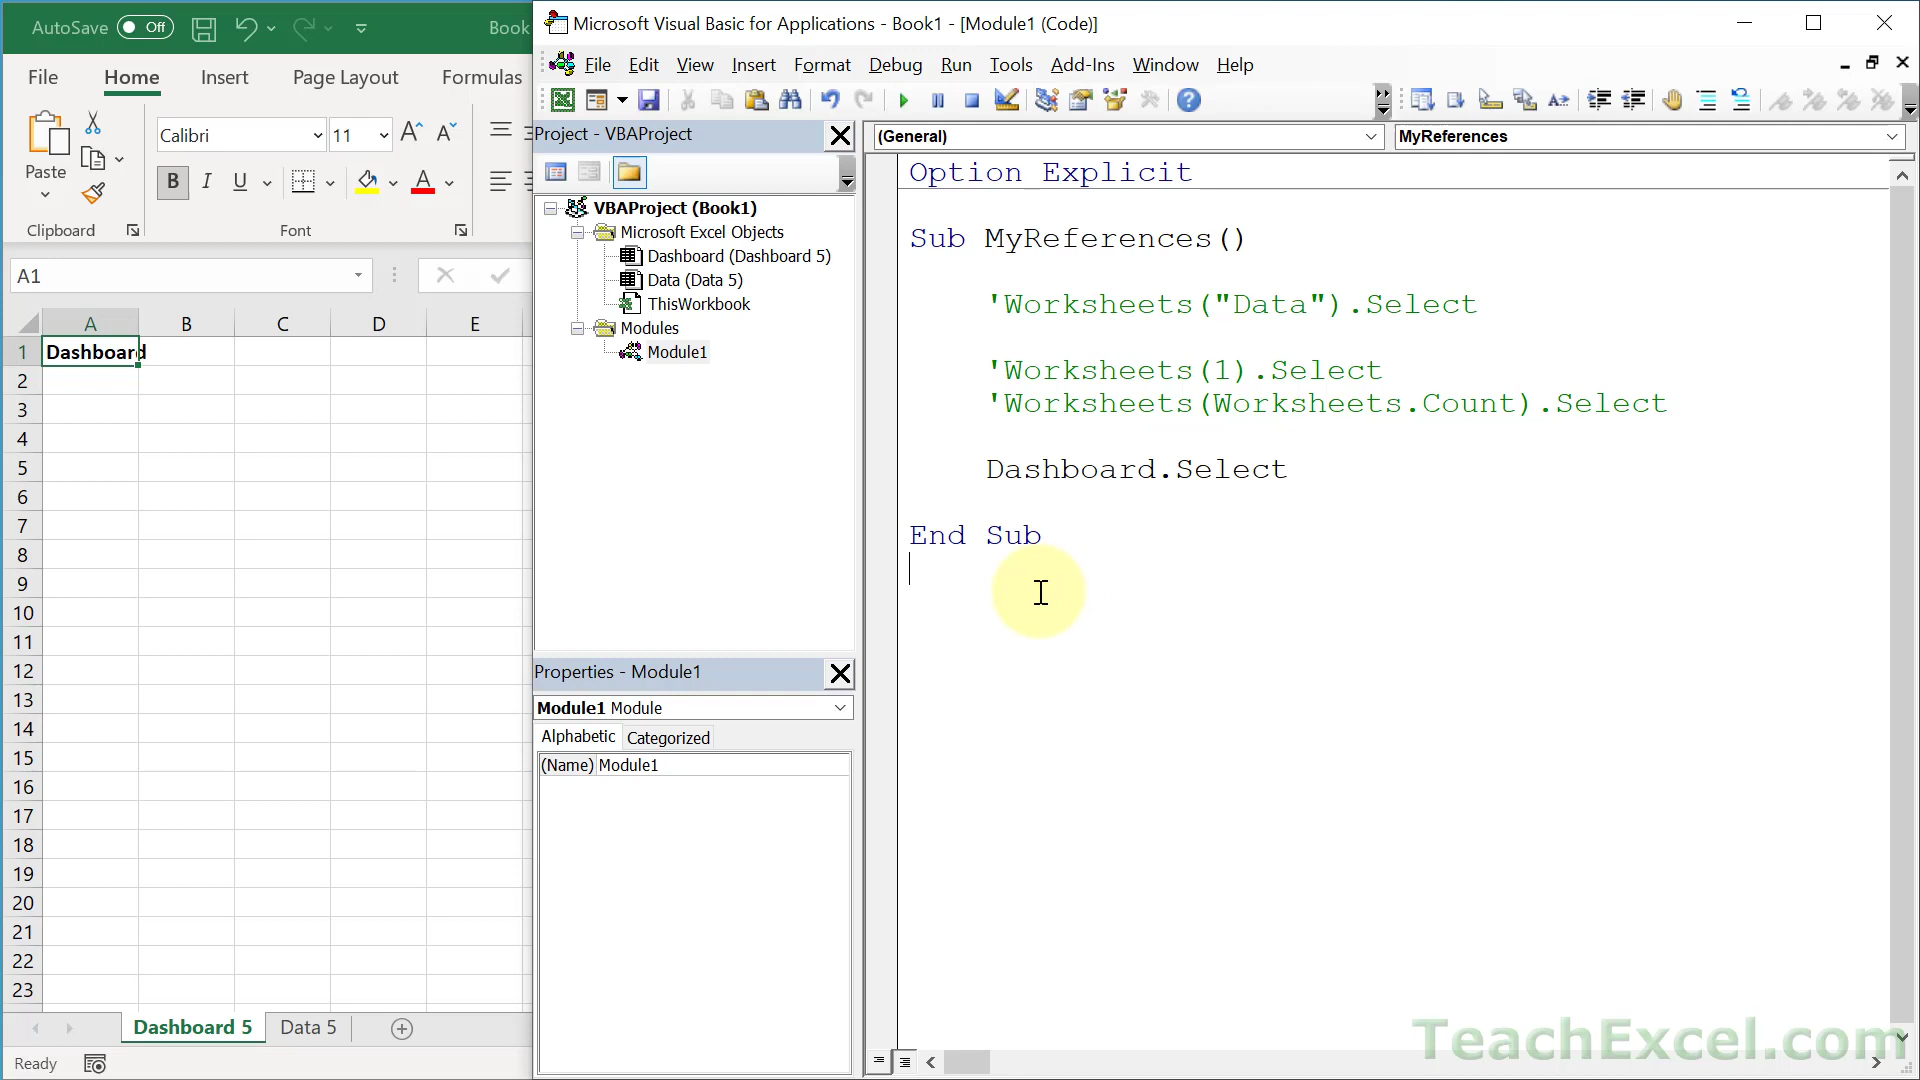 AutoSave Off
Book
File Home Insert Page Layout Formulas
Paste
Calibri 11
B I U A
Clipboard Font
A1
A B C D E
1 Dashboard
2
3
4
5
6
7
8
9
10
11
12
13
14
15
16
17
18
19
20
21
22
23
Dashboard 5 Data 5
Ready
Microsoft Visual Basic for Applications - Book1 - [Module1 (Code)]
File Edit View Insert Format Debug Run Tools Add-Ins Window Help
Project - VBAProject
VBAProject (Book1)
Microsoft Excel Objects
Dashboard (Dashboard 5)
Data (Data 5)
ThisWorkbook
Modules
Module1
Properties - Module1
Module1 Module
Alphabetic Categorized
(Name) Module1
(General) MyReferences
Option Explicit
Sub MyReferences()
'Worksheets("Data").Select
'Worksheets(1).Select
'Worksheets(Worksheets.Count).Select
Dashboard.Select
End Sub
TeachExcel.com